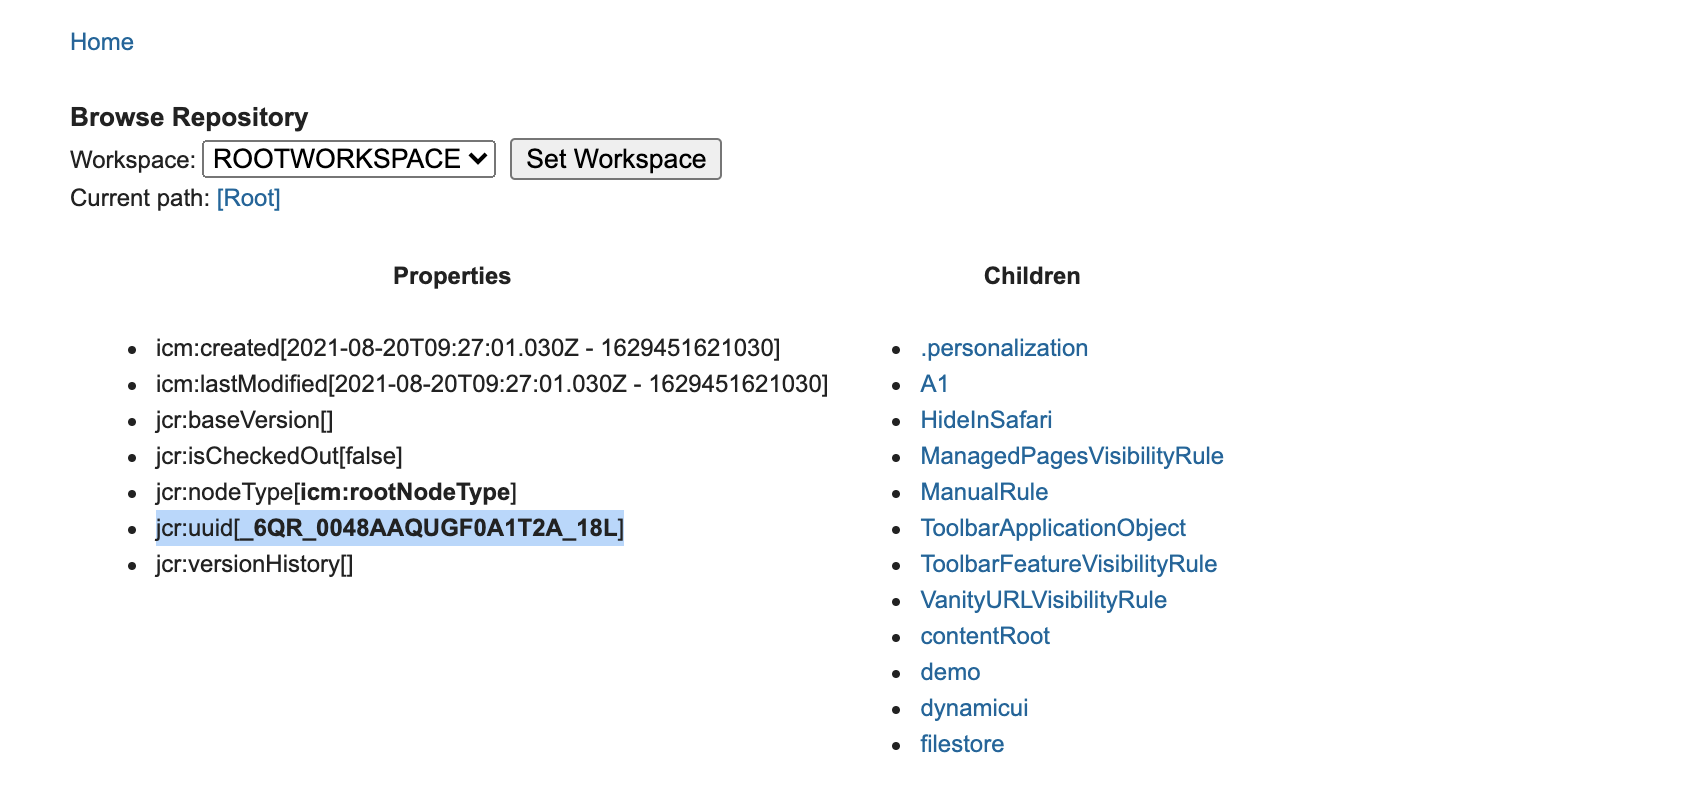 Home
Browse Repository
Workspace: ROOTWORKSPACE Set Workspace
Current path: [Root]
Properties
icm:created[2021-08-20T09:27:01.030Z - 1629451621030]
icm:lastModified[2021-08-20T09:27:01.030Z - 1629451621030]
jcr:baseVersion[]
jcr:isCheckedOut[false]
jcr:nodeType[icm:rootNodeType]
jcr:uuid[_6QR_0048AAQUGF0A1T2A_18L]
jcr:versionHistory[]
Children
.personalization
A1
HideInSafari
ManagedPagesVisibilityRule
ManualRule
ToolbarApplicationObject
ToolbarFeatureVisibilityRule
VanityURLVisibilityRule
contentRoot
demo
dynamicui
filestore